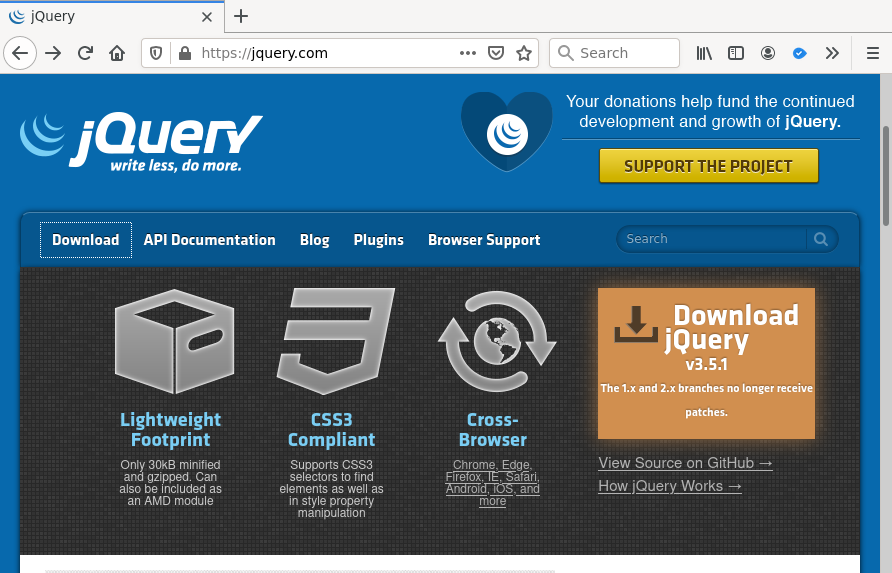 jQuery
https://jquery.com
Search
jQuery
write less, do more.
Your donations help fund the continued
development and growth of jQuery.
SUPPORT THE PROJECT
Download
API Documentation
Blog
Plugins
Browser Support
Search
Lightweight
Footprint
Only 30kB minified
and gzipped. Can
also be included as
an AMD module
CSS3
Compliant
Supports CSS3
selectors to find
elements as well as
in style property
manipulation
Cross-
Browser
Chrome, Edge,
Firefox, IE, Safari,
Android, iOS, and
more
Download
jQuery
v3.5.1
The 1.x and 2.x branches no longer receive
patches.
View Source on GitHub →
How jQuery Works →